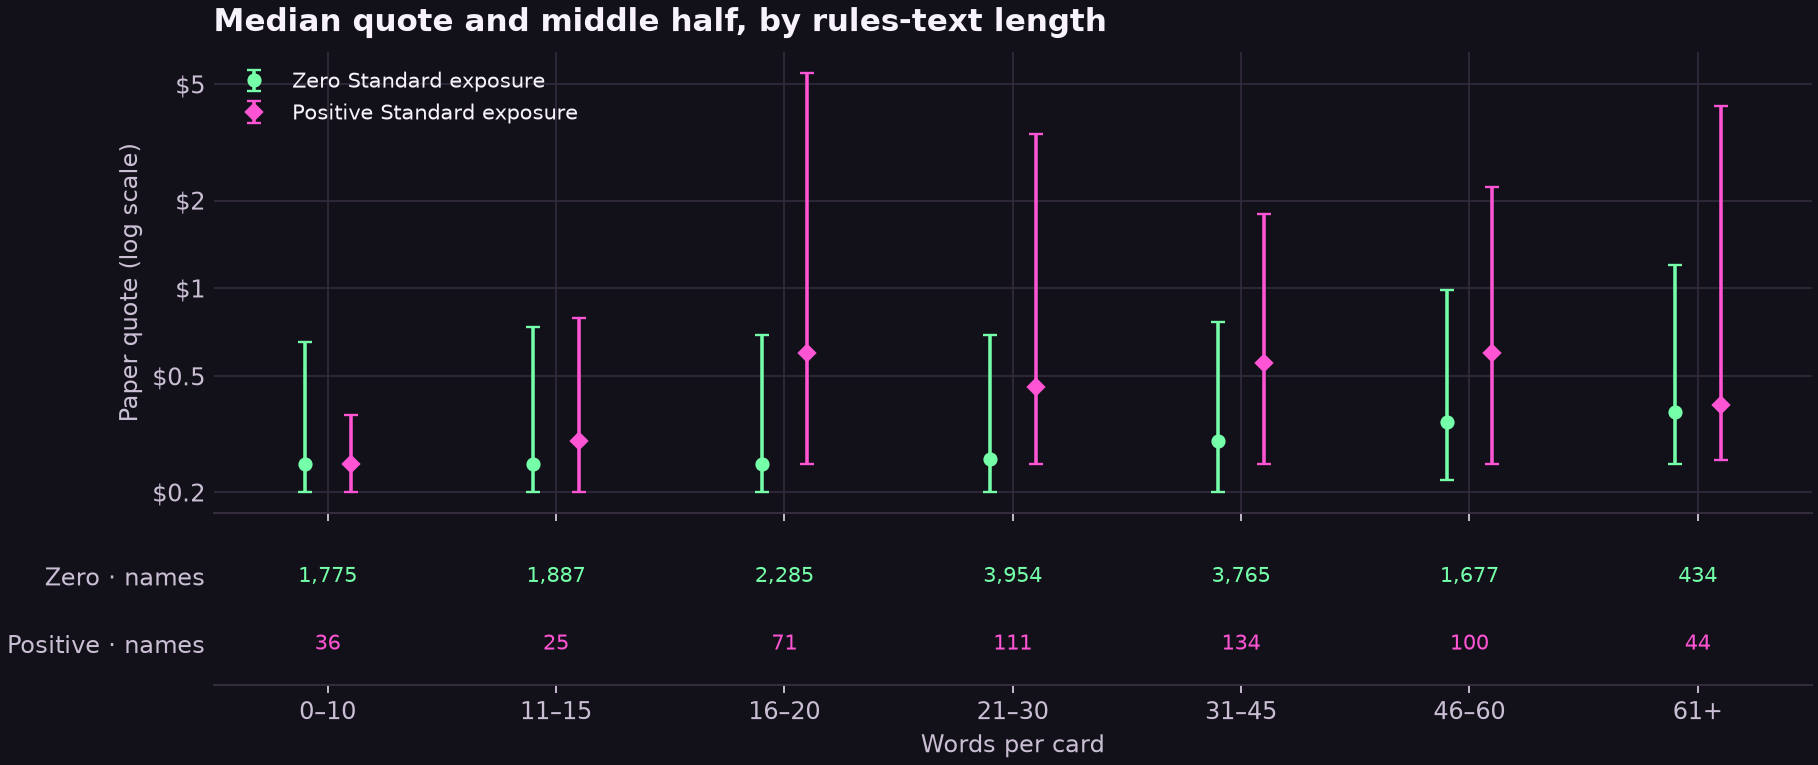 Median quote and middle half, by rules-text length
Zero Standard exposure
Positive Standard exposure
Paper quote (log scale)
$5
$2
$1
$0.5
$0.2
Zero · names 1,775 1,887 2,285 3,954 3,765 1,677 434
Positive · names 36 25 71 111 134 100 44
0–10 11–15 16–20 21–30 31–45 46–60 61+
Words per card